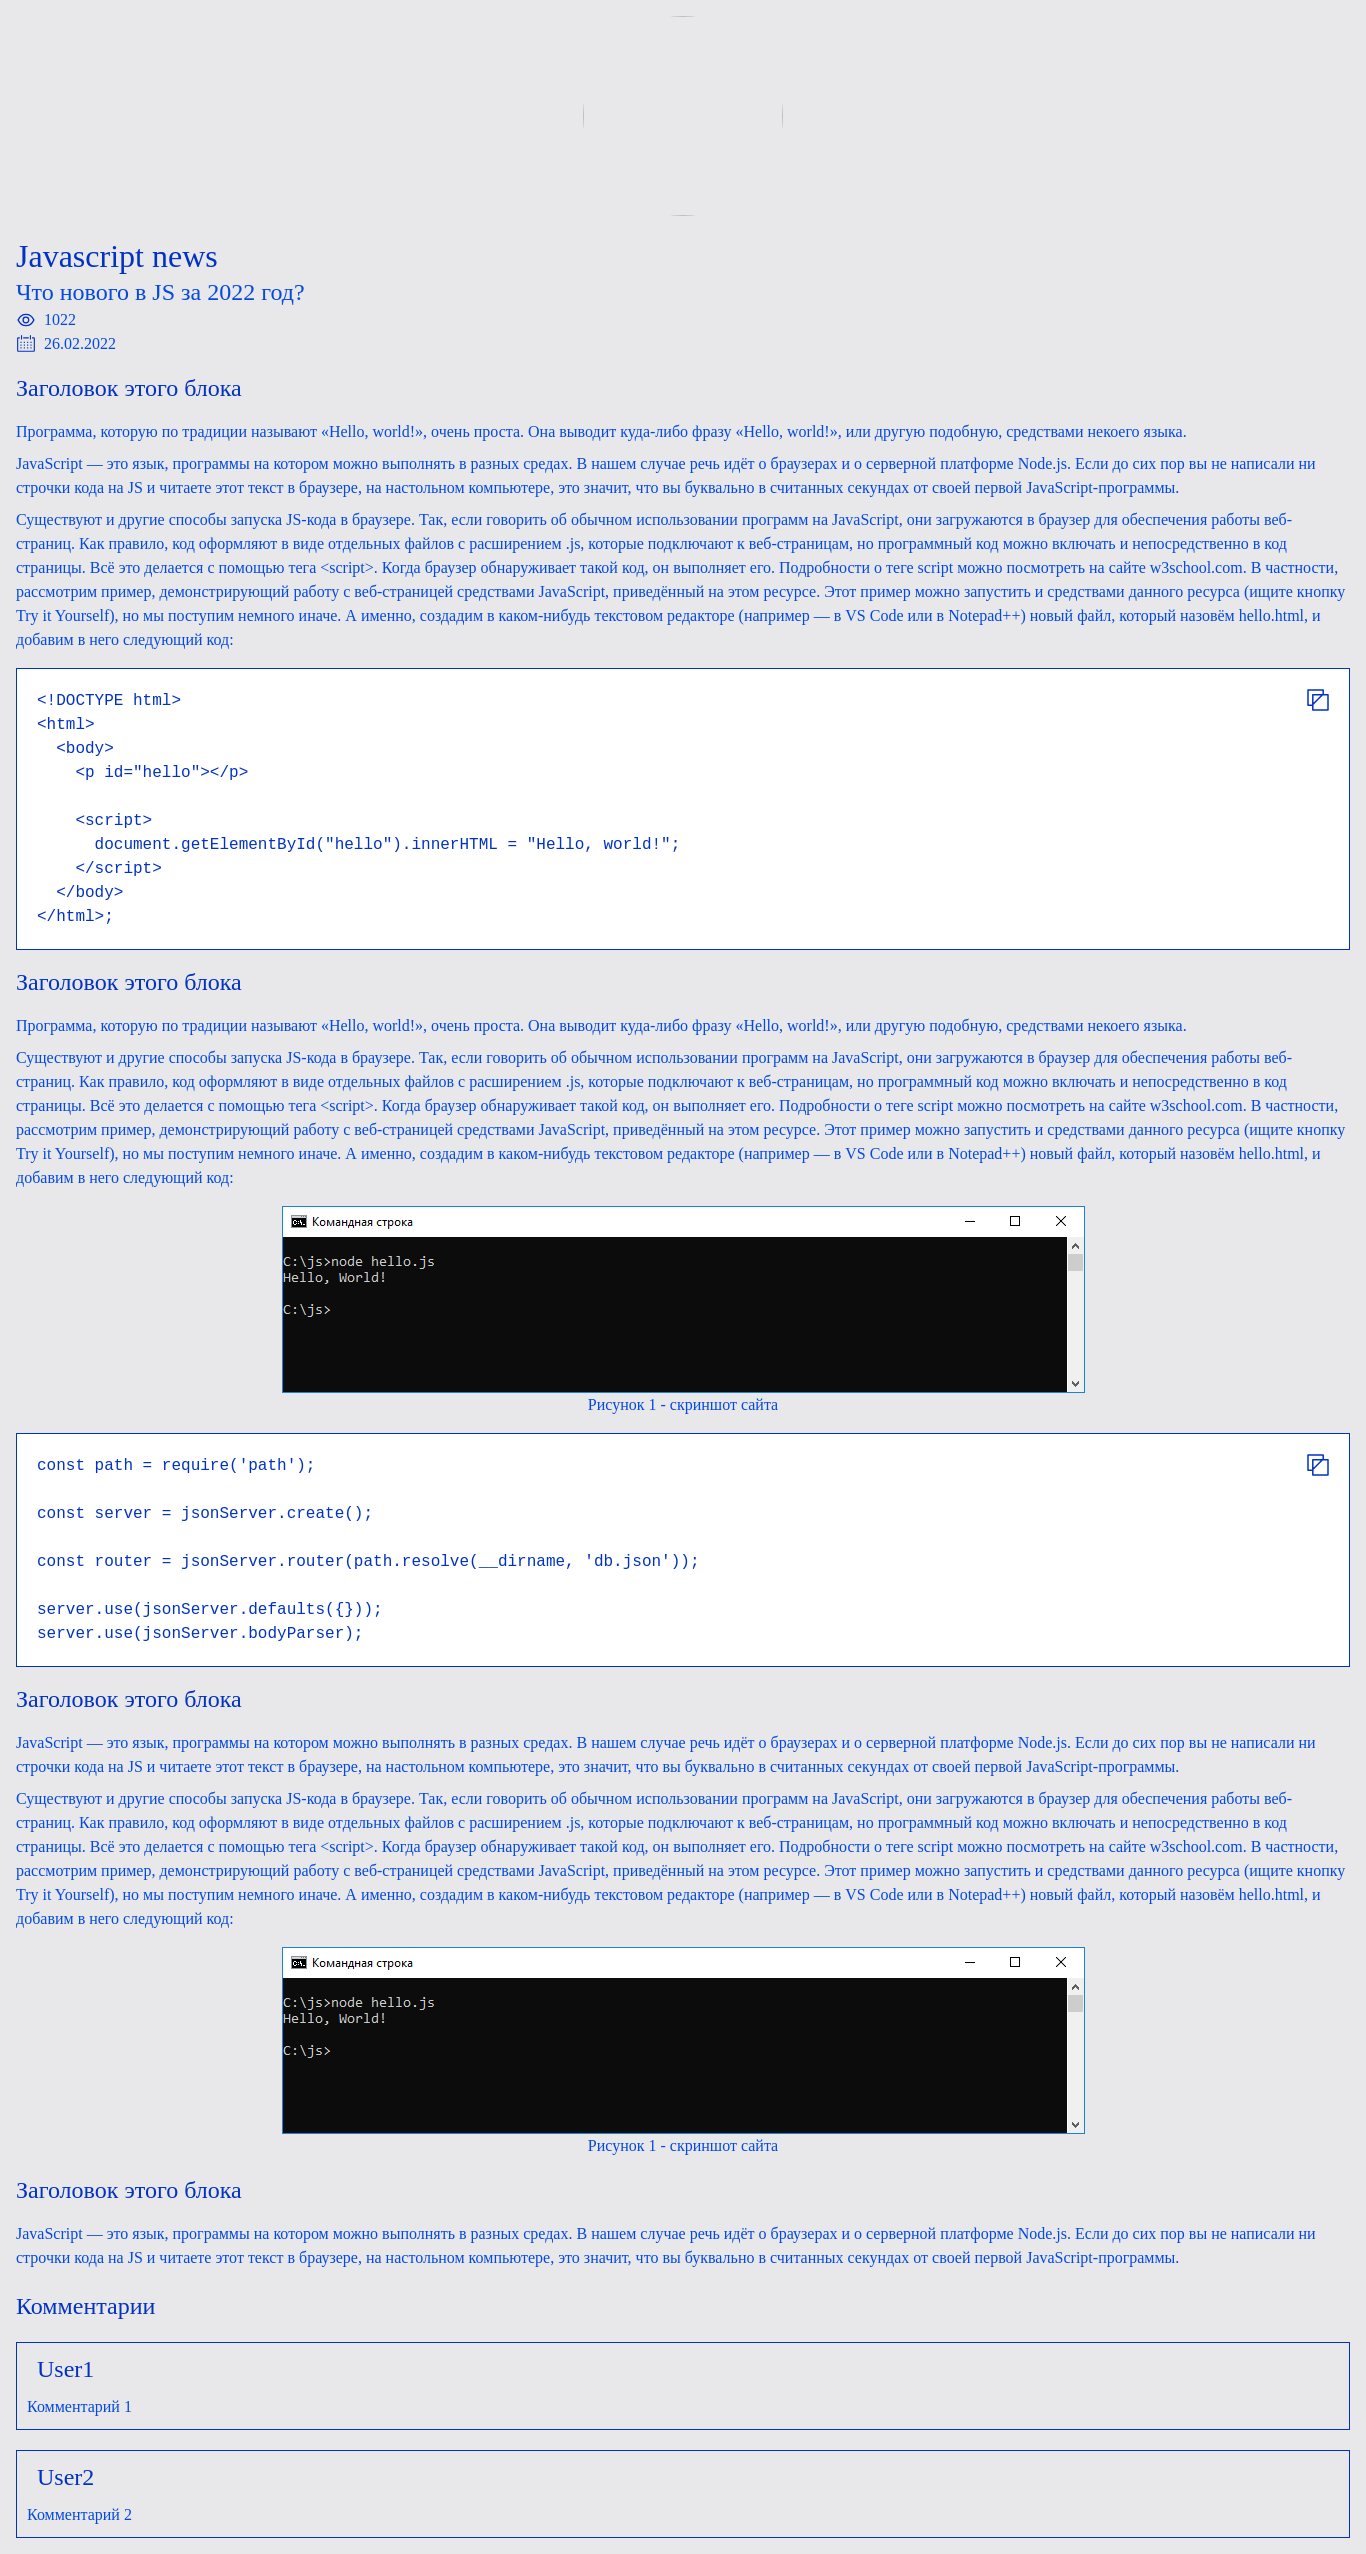 Javascript news
Что нового в JS за 2022 год?
1022
26.02.2022
Заголовок этого блока
Программа, которую по традиции называют «Hello, world!», очень проста. Она выводит куда-либо фразу «Hello, world!», или другую подобную, средствами некоего языка.
JavaScript — это язык, программы на котором можно выполнять в разных средах. В нашем случае речь идёт о браузерах и о серверной платформе Node.js. Если до сих пор вы не написали ни
строчки кода на JS и читаете этот текст в браузере, на настольном компьютере, это значит, что вы буквально в считанных секундах от своей первой JavaScript-программы.
Существуют и другие способы запуска JS-кода в браузере. Так, если говорить об обычном использовании программ на JavaScript, они загружаются в браузер для обеспечения работы веб-
страниц. Как правило, код оформляют в виде отдельных файлов с расширением .js, которые подключают к веб-страницам, но программный код можно включать и непосредственно в код
страницы. Всё это делается с помощью тега <script>. Когда браузер обнаруживает такой код, он выполняет его. Подробности о теге script можно посмотреть на сайте w3school.com. В частности,
рассмотрим пример, демонстрирующий работу с веб-страницей средствами JavaScript, приведённый на этом ресурсе. Этот пример можно запустить и средствами данного ресурса (ищите кнопку
Try it Yourself), но мы поступим немного иначе. А именно, создадим в каком-нибудь текстовом редакторе (например — в VS Code или в Notepad++) новый файл, который назовём hello.html, и
добавим в него следующий код:
<!DOCTYPE html>
<html>
  <body>
    <p id="hello"></p>

    <script>
      document.getElementById("hello").innerHTML = "Hello, world!";
    </script>
  </body>
</html>;
Заголовок этого блока
Программа, которую по традиции называют «Hello, world!», очень проста. Она выводит куда-либо фразу «Hello, world!», или другую подобную, средствами некоего языка.
Существуют и другие способы запуска JS-кода в браузере. Так, если говорить об обычном использовании программ на JavaScript, они загружаются в браузер для обеспечения работы веб-
страниц. Как правило, код оформляют в виде отдельных файлов с расширением .js, которые подключают к веб-страницам, но программный код можно включать и непосредственно в код
страницы. Всё это делается с помощью тега <script>. Когда браузер обнаруживает такой код, он выполняет его. Подробности о теге script можно посмотреть на сайте w3school.com. В частности,
рассмотрим пример, демонстрирующий работу с веб-страницей средствами JavaScript, приведённый на этом ресурсе. Этот пример можно запустить и средствами данного ресурса (ищите кнопку
Try it Yourself), но мы поступим немного иначе. А именно, создадим в каком-нибудь текстовом редакторе (например — в VS Code или в Notepad++) новый файл, который назовём hello.html, и
добавим в него следующий код:
Командная строка
C:\js>node hello.js
Hello, World!
C:\js>
Рисунок 1 - скриншот сайта
const path = require('path');

const server = jsonServer.create();

const router = jsonServer.router(path.resolve(__dirname, 'db.json'));

server.use(jsonServer.defaults({}));
server.use(jsonServer.bodyParser);
Заголовок этого блока
JavaScript — это язык, программы на котором можно выполнять в разных средах. В нашем случае речь идёт о браузерах и о серверной платформе Node.js. Если до сих пор вы не написали ни
строчки кода на JS и читаете этот текст в браузере, на настольном компьютере, это значит, что вы буквально в считанных секундах от своей первой JavaScript-программы.
Существуют и другие способы запуска JS-кода в браузере. Так, если говорить об обычном использовании программ на JavaScript, они загружаются в браузер для обеспечения работы веб-
страниц. Как правило, код оформляют в виде отдельных файлов с расширением .js, которые подключают к веб-страницам, но программный код можно включать и непосредственно в код
страницы. Всё это делается с помощью тега <script>. Когда браузер обнаруживает такой код, он выполняет его. Подробности о теге script можно посмотреть на сайте w3school.com. В частности,
рассмотрим пример, демонстрирующий работу с веб-страницей средствами JavaScript, приведённый на этом ресурсе. Этот пример можно запустить и средствами данного ресурса (ищите кнопку
Try it Yourself), но мы поступим немного иначе. А именно, создадим в каком-нибудь текстовом редакторе (например — в VS Code или в Notepad++) новый файл, который назовём hello.html, и
добавим в него следующий код:
Командная строка
C:\js>node hello.js
Hello, World!
C:\js>
Рисунок 1 - скриншот сайта
Заголовок этого блока
JavaScript — это язык, программы на котором можно выполнять в разных средах. В нашем случае речь идёт о браузерах и о серверной платформе Node.js. Если до сих пор вы не написали ни
строчки кода на JS и читаете этот текст в браузере, на настольном компьютере, это значит, что вы буквально в считанных секундах от своей первой JavaScript-программы.
Комментарии
User1
Комментарий 1
User2
Комментарий 2